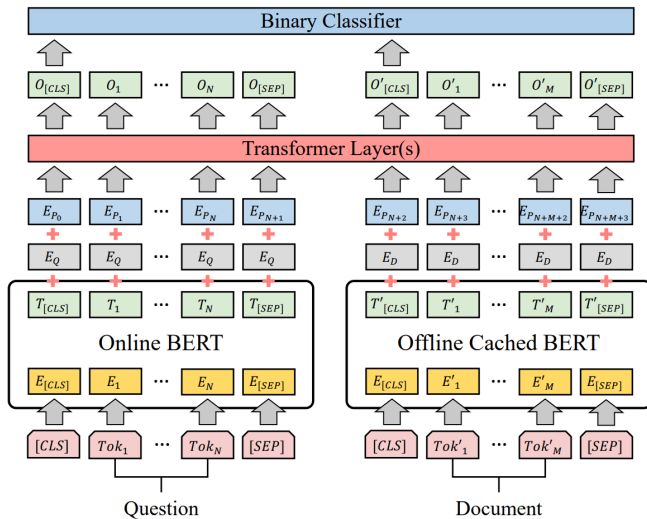 Binary Classifier
O[CLS] O1 ... ON O[SEP] O'[CLS] O'1 ... O'M O'[SEP]
Transformer Layer(s)
EP0 EP1 ... EPN EPN+1 EPN+2 EPN+3 ... EPN+M+2 EPN+M+3
+ + + + + + + +
EQ EQ ... EQ EQ ED ED ... ED ED
+ + + + + + + +
T[CLS] T1 ... TN T[SEP] T'[CLS] T'1 ... T'M T'[SEP]
Online BERT Offline Cached BERT
E[CLS] E1 ... EN E[SEP] E[CLS] E'1 ... E'M E[SEP]
[CLS] Tok1 ... TokN [SEP] [CLS] Tok'1 ... Tok'M [SEP]
Question Document